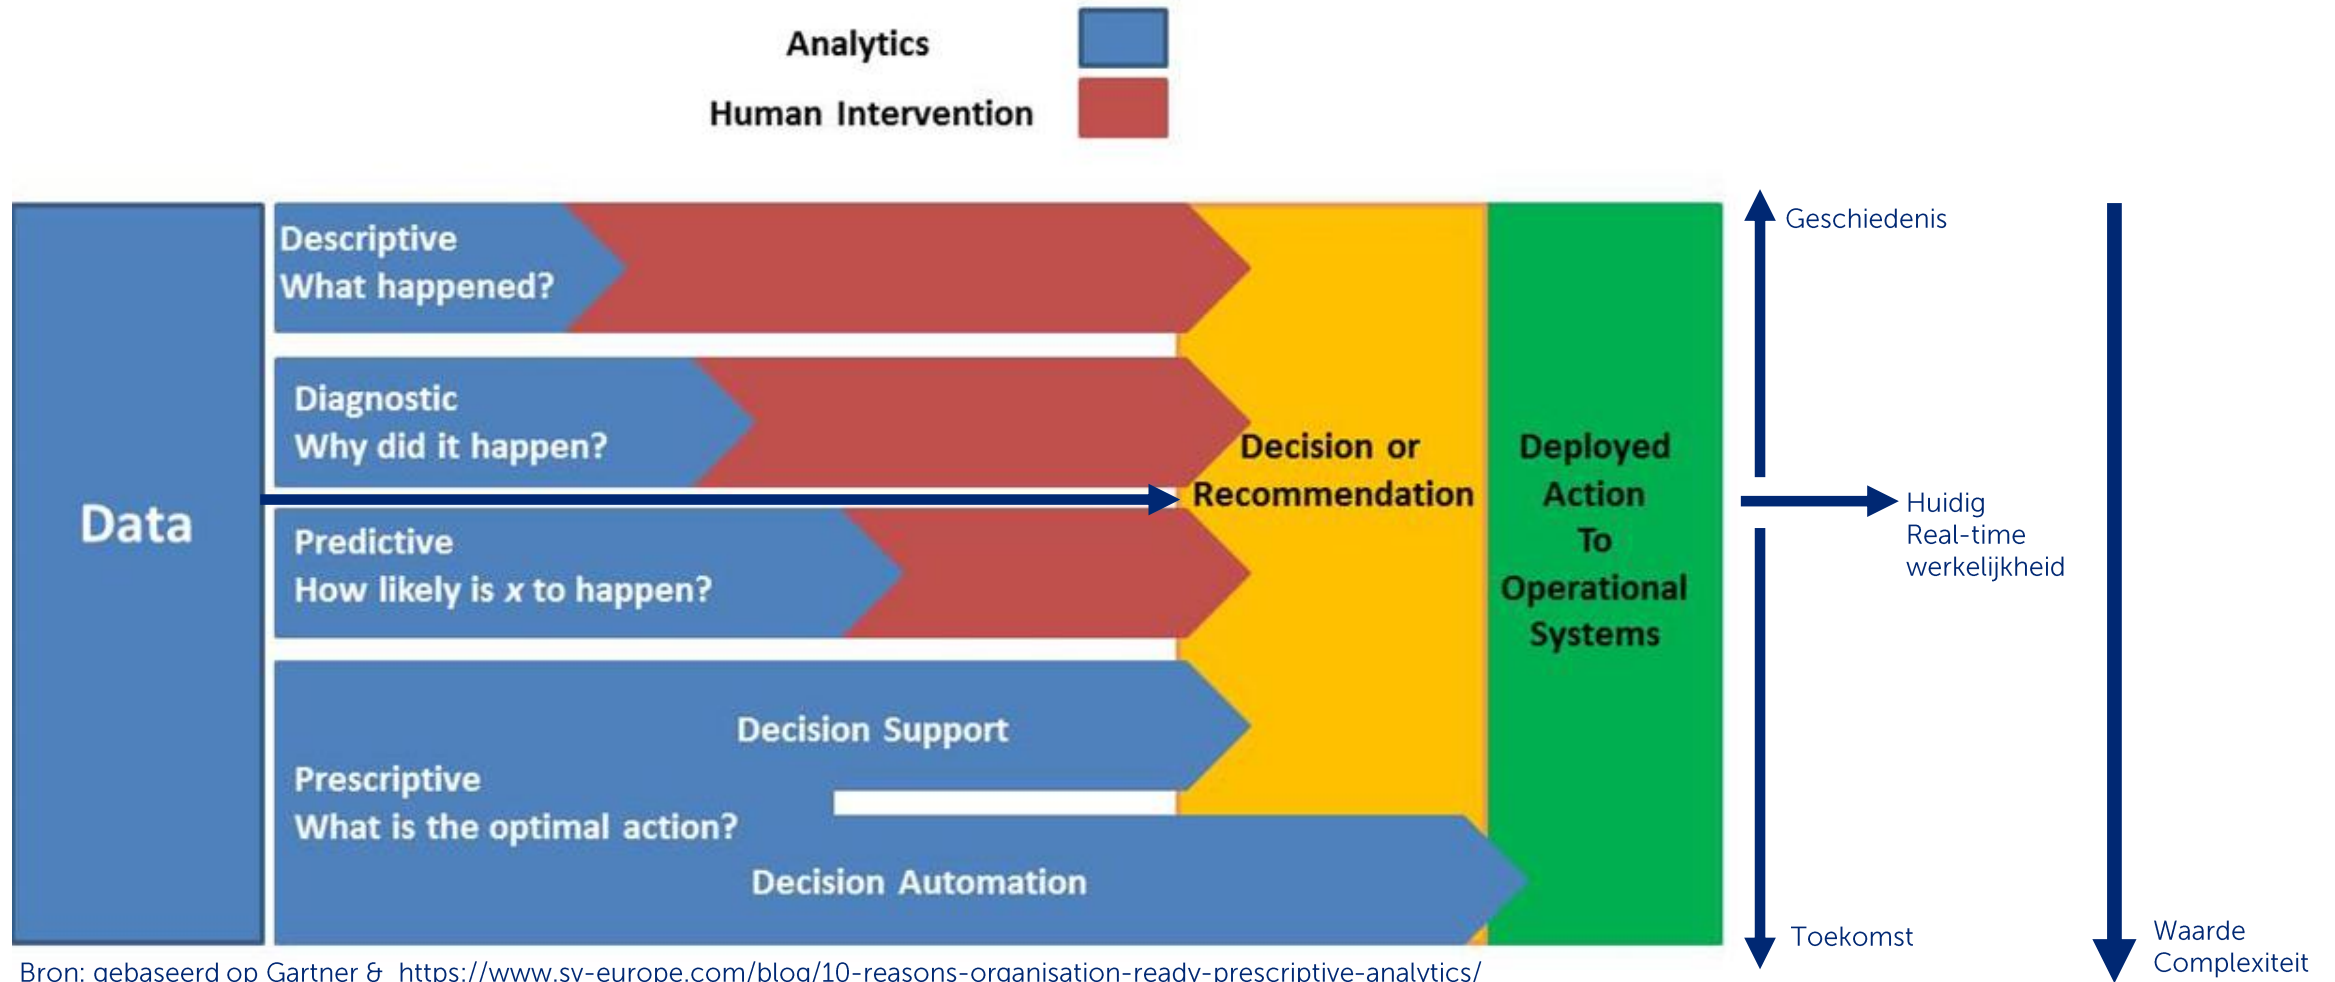 Analytics
Human Intervention
Descriptive
What happened?
Diagnostic
Why did it happen?
Data
Predictive
How likely is x to happen?
Decision Support
Prescriptive
What is the optimal action?
Decision Automation
Decision or
Recommendation
Deployed
Action
To
Operational
Systems
Geschiedenis
Huidig
Real-time
werkelijkheid
Toekomst
Waarde
Complexiteit
Bron: gebaseerd op Gartner & https://www.sv-europe.com/blog/10-reasons-organisation-ready-prescriptive-analytics/